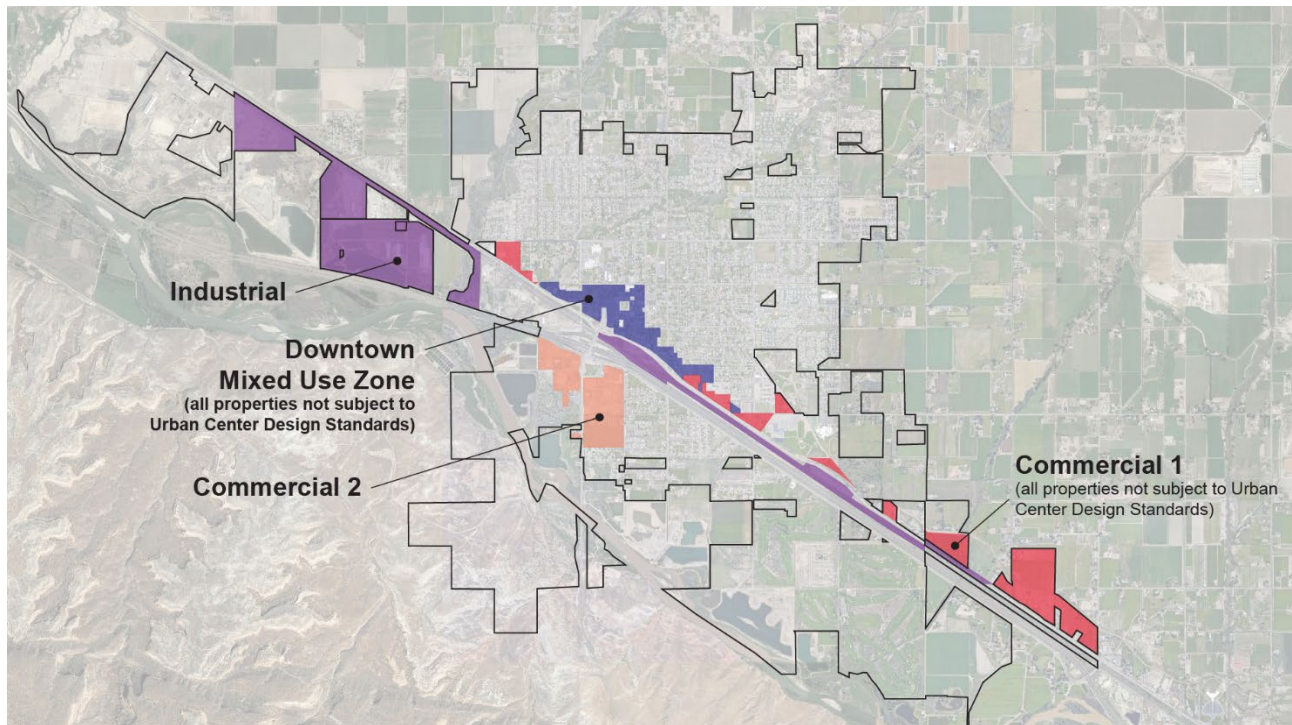 Industrial
Downtown
Mixed Use Zone
(all properties not subject to
Urban Center Design Standards)
Commercial 2
Commercial 1
(all properties not subject to Urban
Center Design Standards)